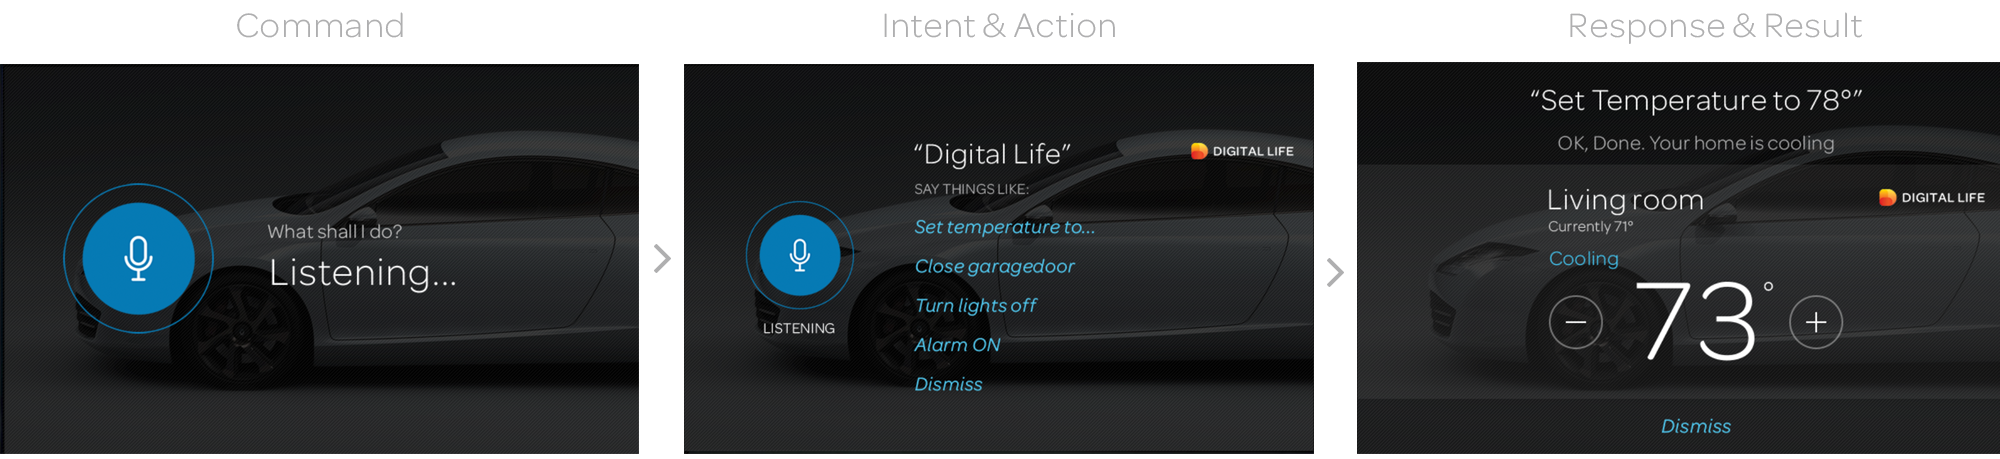 Command
Intent & Action
Response & Result
What shall I do?
Listening...
“Digital Life”
DIGITAL LIFE
SAY THINGS LIKE:
Set temperature to...
Close garagedoor
Turn lights off
Alarm ON
Dismiss
LISTENING
“Set Temperature to 78°”
OK, Done. Your home is cooling
Living room
DIGITAL LIFE
Currently 71°
Cooling
73°
Dismiss